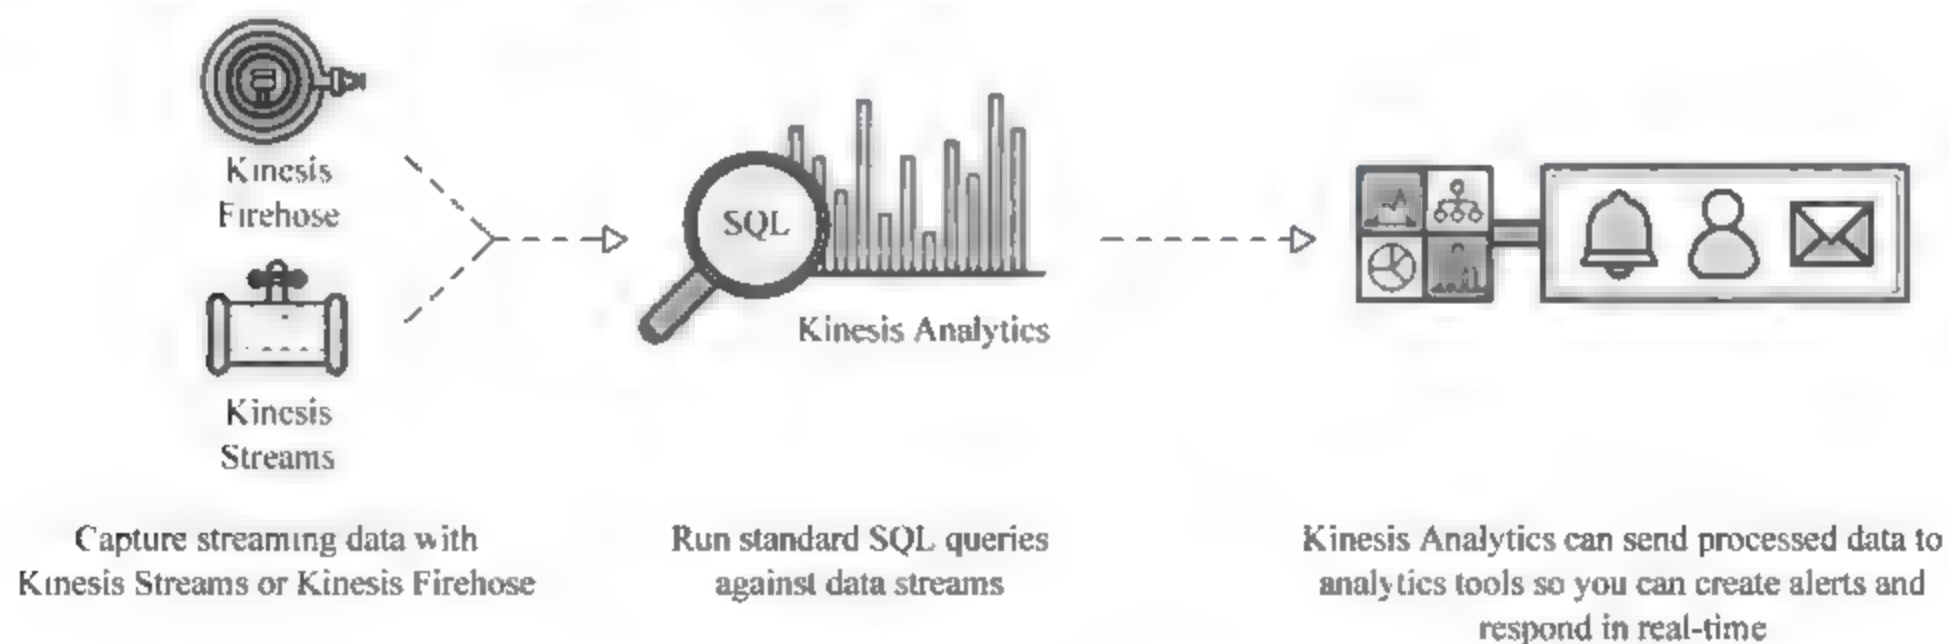 Kinesis
Firehose
SQL
Kinesis Analytics
Kinesis
Streams
Capture streaming data with
Kinesis Streams or Kinesis Firehose
Run standard SQL queries
against data streams
Kinesis Analytics can send processed data to
analytics tools so you can create alerts and
respond in real-time